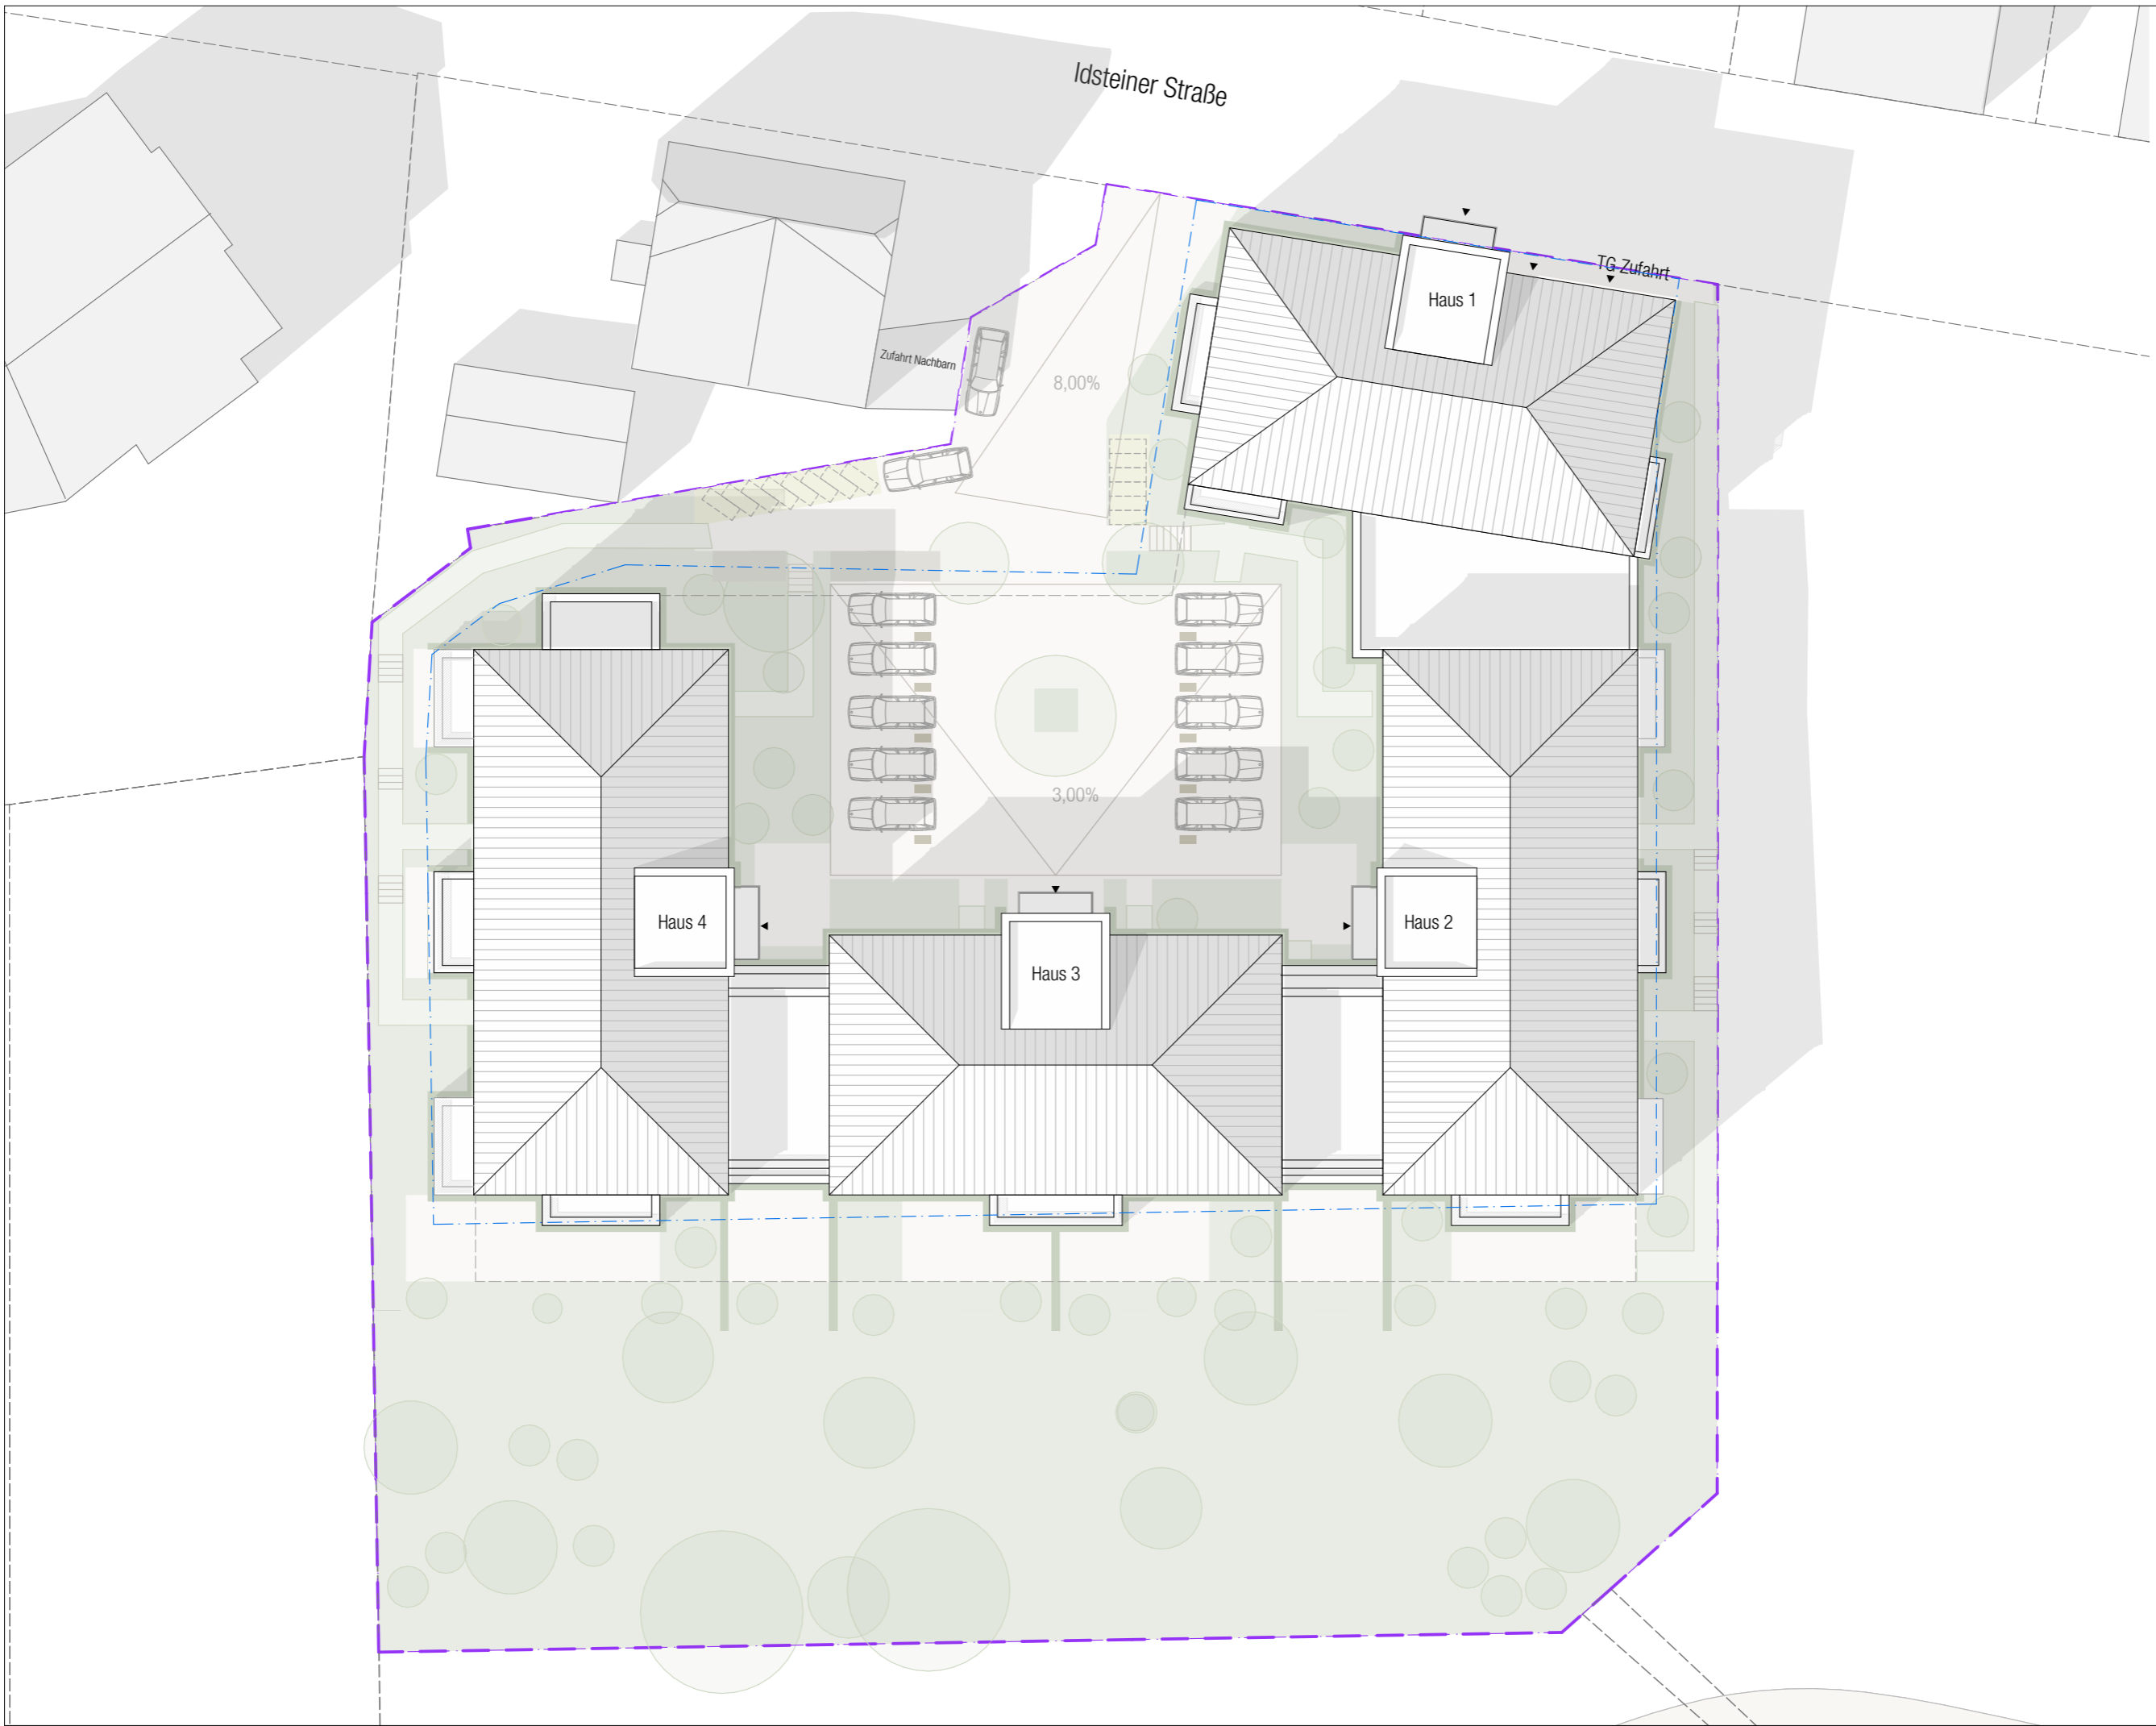 Idsteiner Straße
TG Zufahrt
Haus 1
Zufahrt Nachbarn
8,00%
3,00%
Haus 4
Haus 2
Haus 3